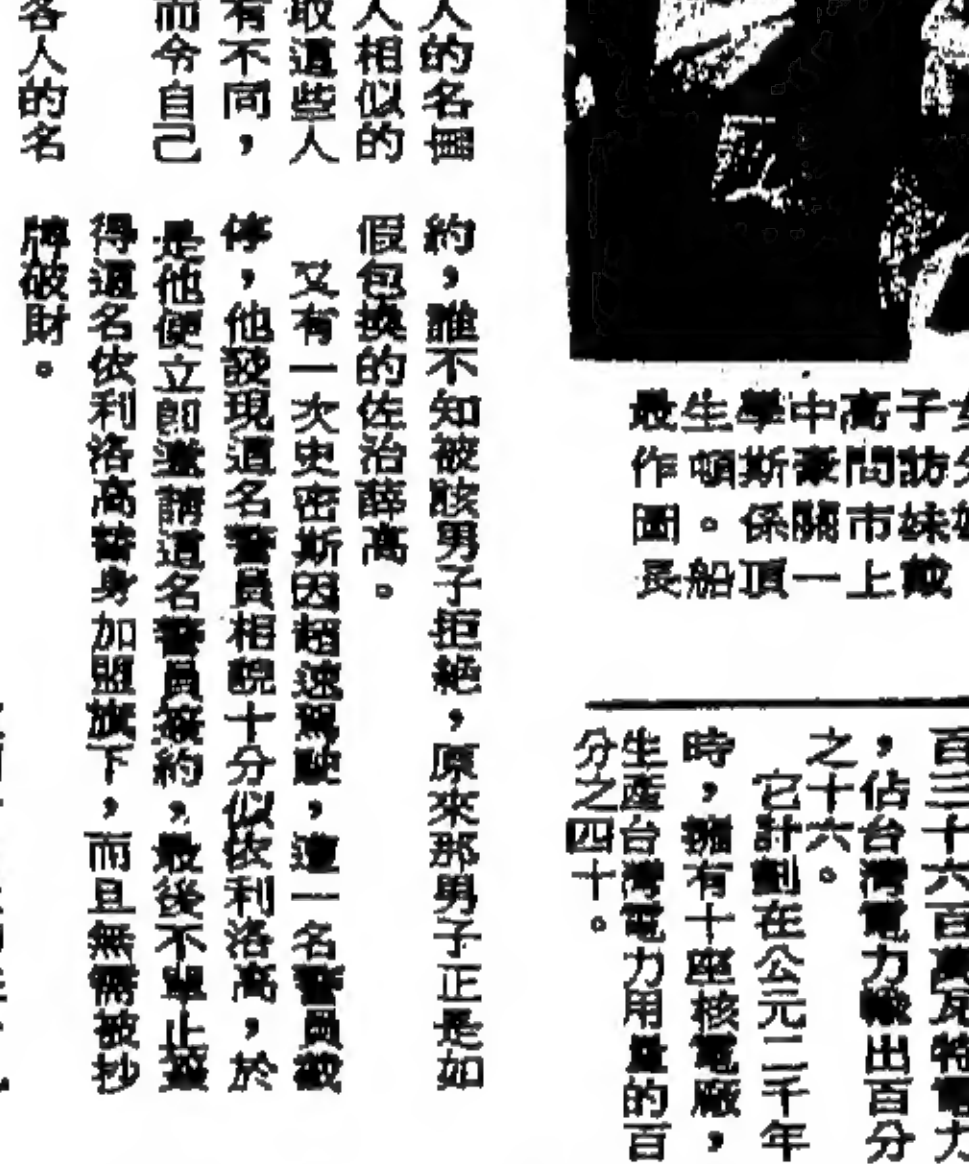 子高中學生最
訪問豪斯頓作
妹市關係。圖
戴上一頂船長
百三十六百萬瓦特電力
，佔台灣電力輸出百分
之十六。
它計劃在公元二千年
時，擁有十座核電廠，
生產台灣電力用量的百
分之四十。
人的名個
人相似的
取這些人
有不同，
而令自己
各人的名
約，誰不知被該男子拒絕，原來那男子正是如
假包換的佐治薛高。
又有一次史密斯因超速駕駛，遭一名警員截
停，他發現這名警員相貌十分似依利洛高，於
是他便立即邀請這名警員簽約，最後不單止獲
得這名依利洛高替身加盟旗下，而且無需被抄
牌破財。